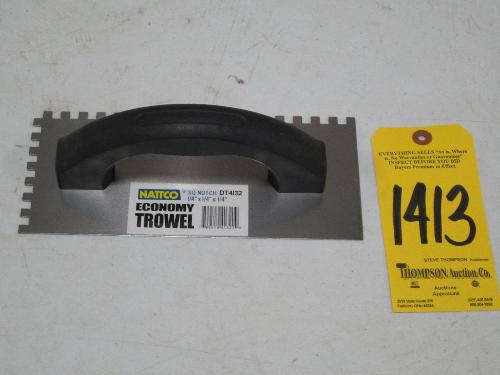 NATTCO
SQ NOTCH DT4132
1/4" x 1/4" x 1/4"
ECONOMY
TROWEL
EVERYTHING SELLS "As is, Where
is, No Warranties or Guarantees"
INSPECT BEFORE YOU BID
Buyers Premium in Effect
1413
STEVE THOMPSON Auctioneer
THOMPSON Auction Co.
Auctions
Appraisals